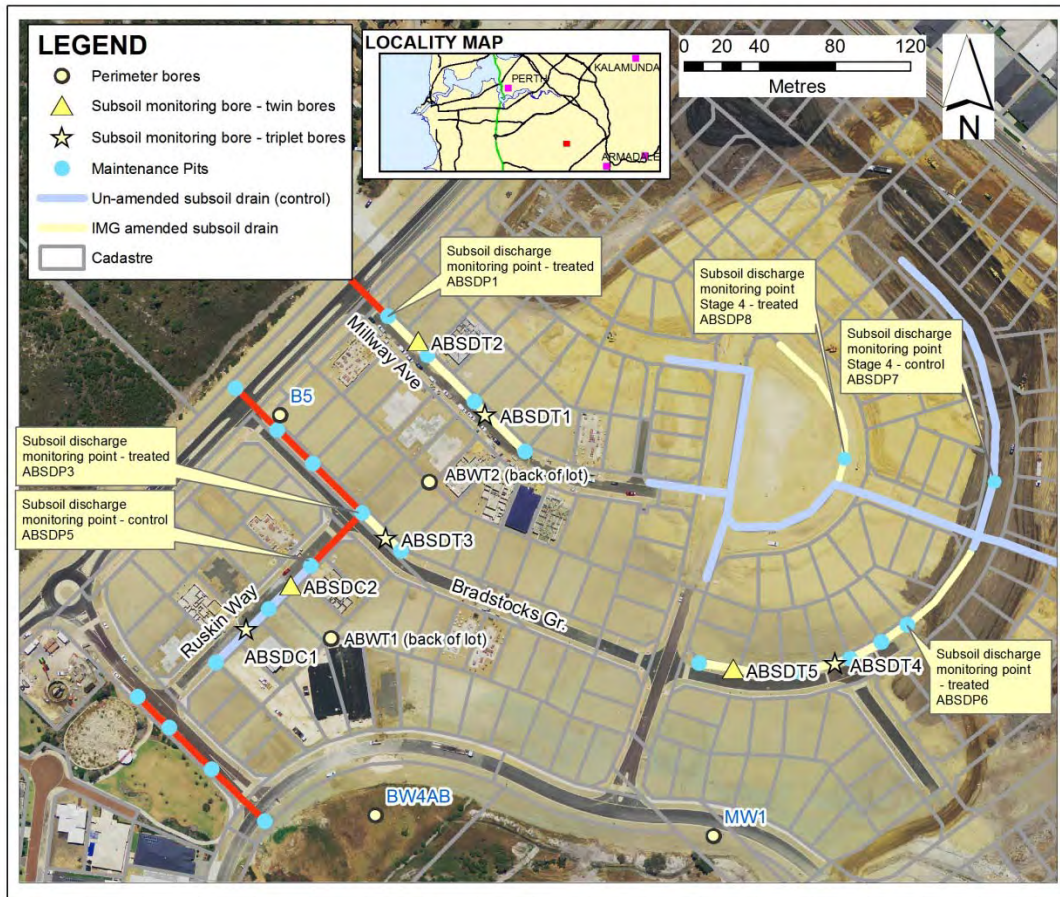 LEGEND
Perimeter bores
Subsoil monitoring bore - twin bores
Subsoil monitoring bore - triplet bores
Maintenance Pits
Un-amended subsoil drain (control)
IMG amended subsoil drain
Cadastre
LOCALITY MAP
PERTH
KALAMUNDA
ARMADALE
0 20 40 80 120
Metres
N
Subsoil discharge
monitoring point - treated
ABSDP1
Subsoil discharge
monitoring point
Stage 4 - treated
ABSDP8
Subsoil discharge
monitoring point
Stage 4 - control
ABSDP7
Millway Ave
ABSDT2
B5
ABSDT1
Subsoil discharge
monitoring point - treated
ABSDP3
ABWT2 (back of lot)
Subsoil discharge
monitoring point - control
ABSDP5
ABSDT3
ABSDC2
Bradstocks Gr.
Ruskin Way
ABWT1 (back of lot)
ABSDC1
ABSDT5
ABSDT4
Subsoil discharge
monitoring point
- treated
ABSDP6
BW4AB
MW1